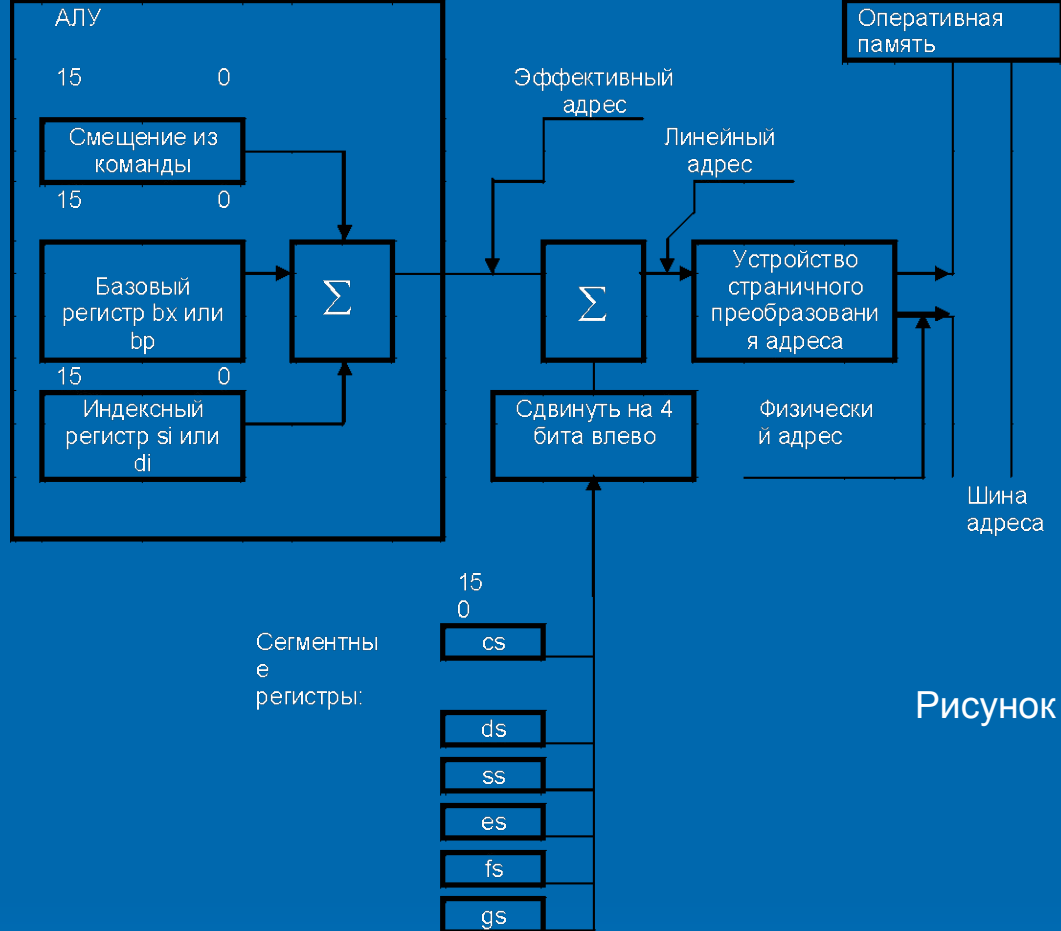 АЛУ
Оперативная
память
15 0
Эффективный
адрес
Смещение из
команды
Линейный
адрес
15 0
Базовый
регистр bx или
bp
Σ
Σ
Устройство
страничного
преобразовани
я адреса
15 0
Индексный
регистр si или
di
Сдвинуть на 4
бита влево
Физически
й адрес
Шина
адреса
15
0
Сегментны
е
регистры:
cs
ds
Рисунок
ss
es
fs
gs